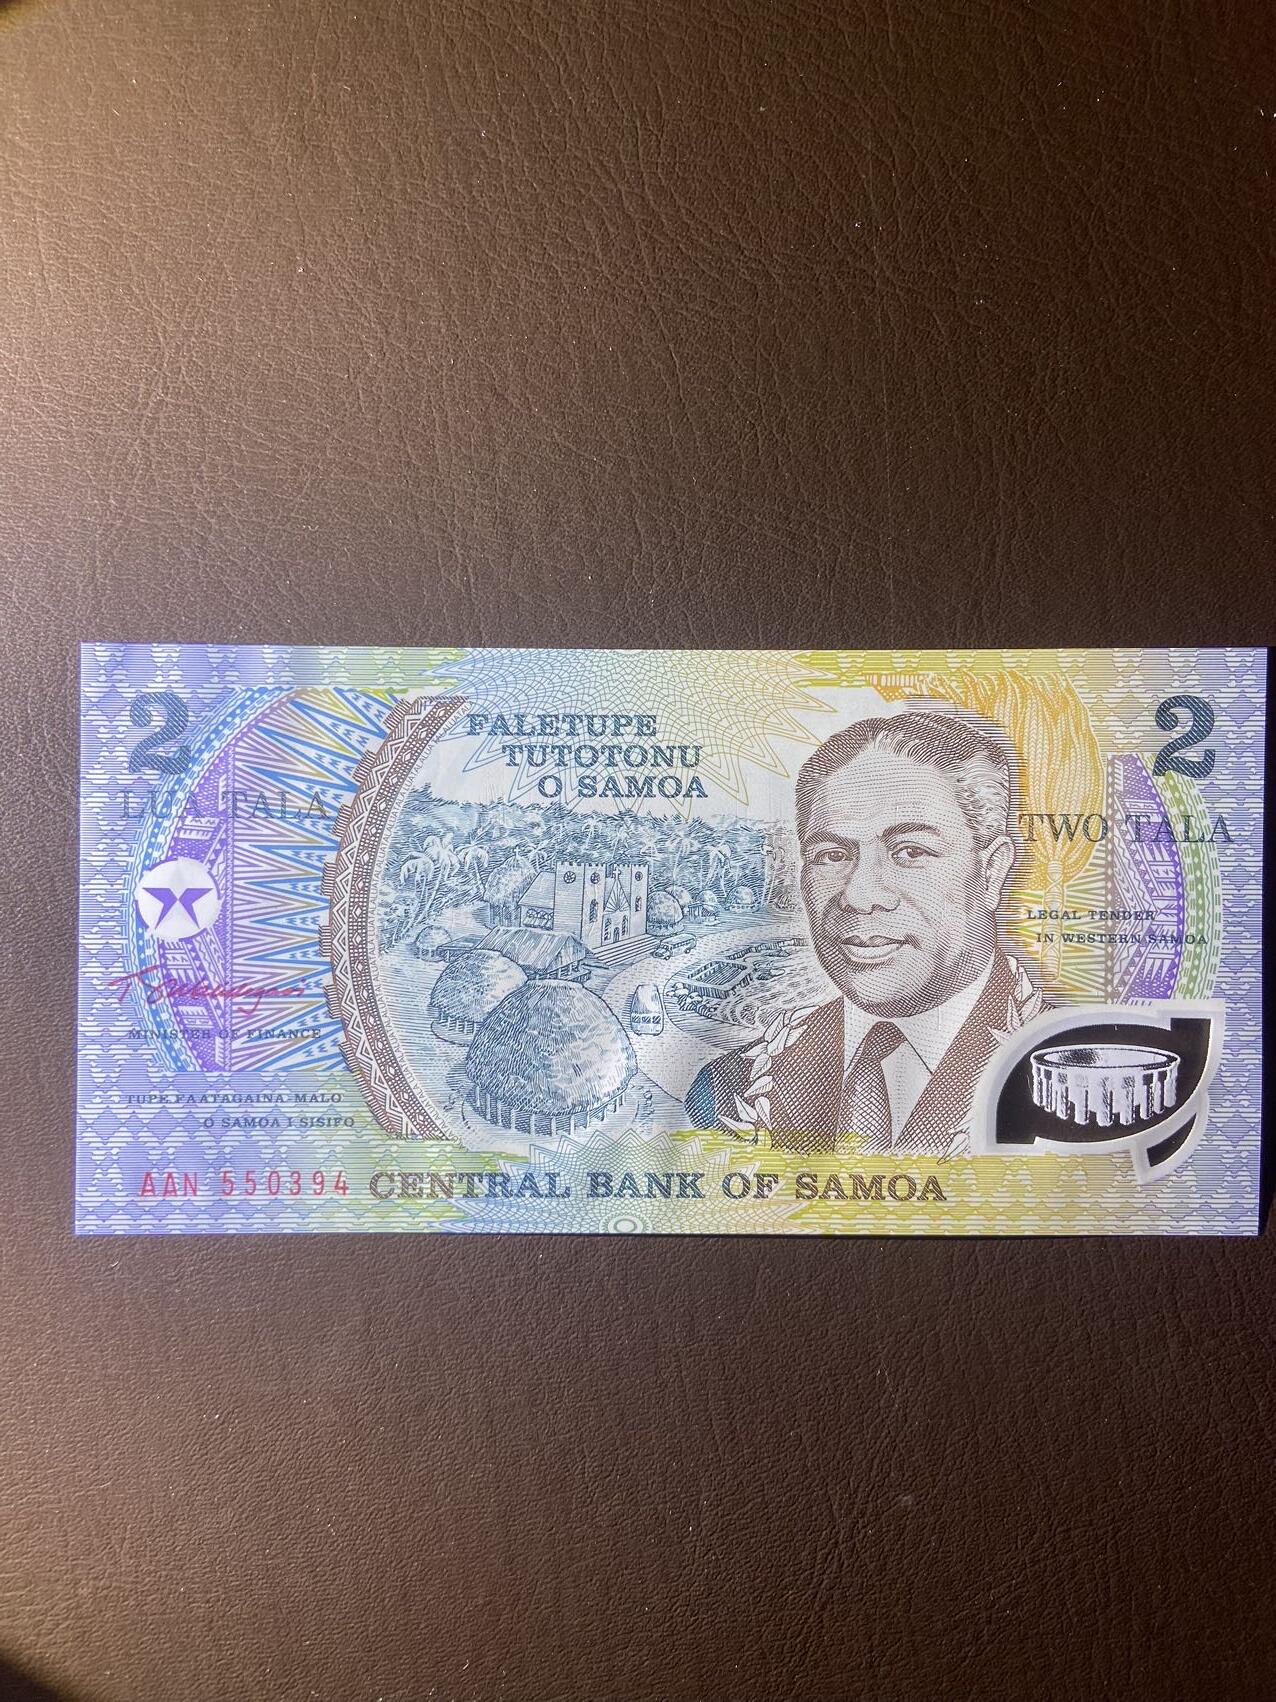 2
LUA TALA
FALETUPE
TUTOTONU
O SAMOA
2
TWO TALA
LEGAL TENDER
IN WESTERN SAMOA
MINISTER OF FINANCE
TUPE FAATAGAINA MALO
O SAMOA I SISIFO
AAN 550394
CENTRAL BANK OF SAMOA